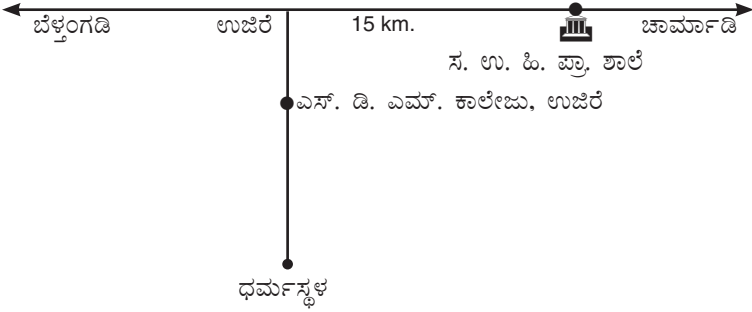 ಬೆಳ್ತಂಗಡಿ ಉಜಿರೆ 15 km. ಚಾರ್ಮಾಡಿ
ಸ. ಉ. ಹಿ. ಪ್ರಾ. ಶಾಲೆ
ಎಸ್. ಡಿ. ಎಮ್. ಕಾಲೇಜು, ಉಜಿರೆ
ಧರ್ಮಸ್ಥಳ